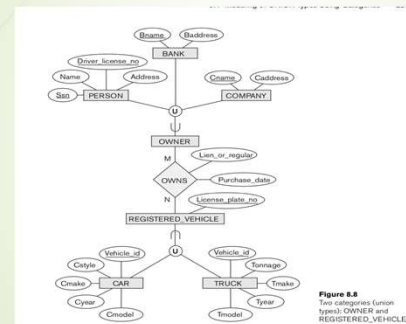 Bname
Baddress
BANK
Driver_license_no
Name
Address
Ssn
PERSON
Cname
Caddress
COMPANY
U
OWNER
M
Lien_or_regular
OWNS
Purchase_date
N
License_plate_no
REGISTERED_VEHICLE
U
Vehicle_id
Cstyle
Cmake
CAR
Cyear
Cmodel
Vehicle_id
Tonnage
TRUCK
Tmake
Tyear
Tmodel
Figure 8.8
Two categories (union
types): OWNER and
REGISTERED_VEHICLE